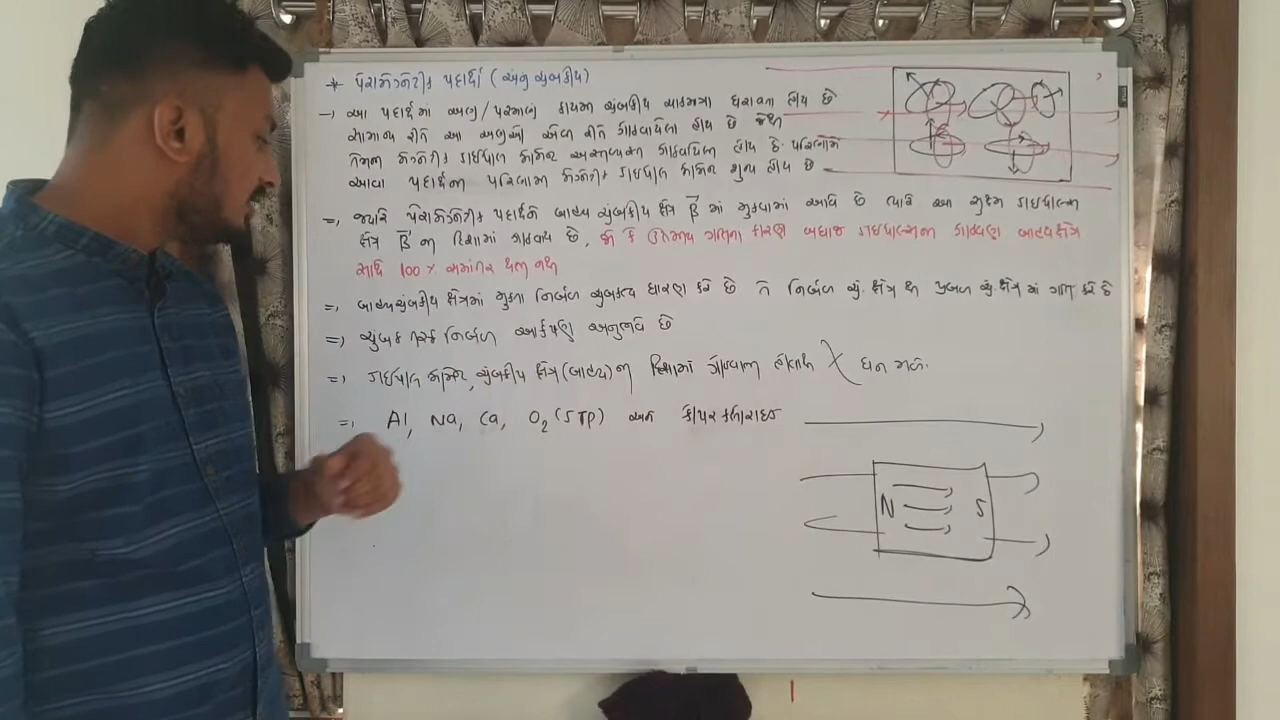 * પેરામેગ્નેટીક પદાર્થો (અનુચુંબકીય)
→ આ પદાર્થમાં અણુ/પરમાણુ કાયમી ચુંબકીય ચાકમાત્રા ધરાવતા હોય છે
સામાન્ય રીતે આ અણુઓ એવી રીતે ગોઠવાયેલા હોય છે જેથી
તેમની મેગ્નેટીક ડાઇપોલ મોમેન્ટ અસ્તવ્યસ્ત ગોઠવાયેલ હોય છે. પરિણામે
આવા પદાર્થની પરિણામી મેગ્નેટીક ડાઇપોલ મોમેન્ટ શુન્ય હોય છે
⇒ જ્યારે પેરામેગ્નેટીક પદાર્થને બાહ્ય ચુંબકીય ક્ષેત્ર B⃗ માં મુકવામાં આવે છે ત્યારે આ સુક્ષ્મ ડાઇપોલ
ક્ષેત્ર B⃗ ની દિશામાં ગોઠવાય છે, જો કે ઉષ્મીય ગતિના કારણે બધીજ ડાઇપોલની ગોઠવણી બાહ્યક્ષેત્ર
સાથે 100 % સમાંતર થતી નથી
⇒ બાહ્યચુંબકીય ક્ષેત્રમાં મુકતા નિર્બળ ચુંબકત્વ ધારણ કરે છે તે નિર્બળ ચું. ક્ષેત્ર થી પ્રબળ ચું. ક્ષેત્ર માં ગતિ કરે છે
⇒ ચુંબક તરફ નિર્બળ આકર્ષણ અનુભવે છે
⇒ ડાઇપોલ મોમેન્ટ, ચુંબકીય ક્ષેત્ર(બાહ્ય)ની દિશામાં ગોઠવાતી હોવાથી χ ધન મળે.
⇒ Al, Na, Ca, O₂(STP) અને કોપર ક્લોરાઇડ
N S